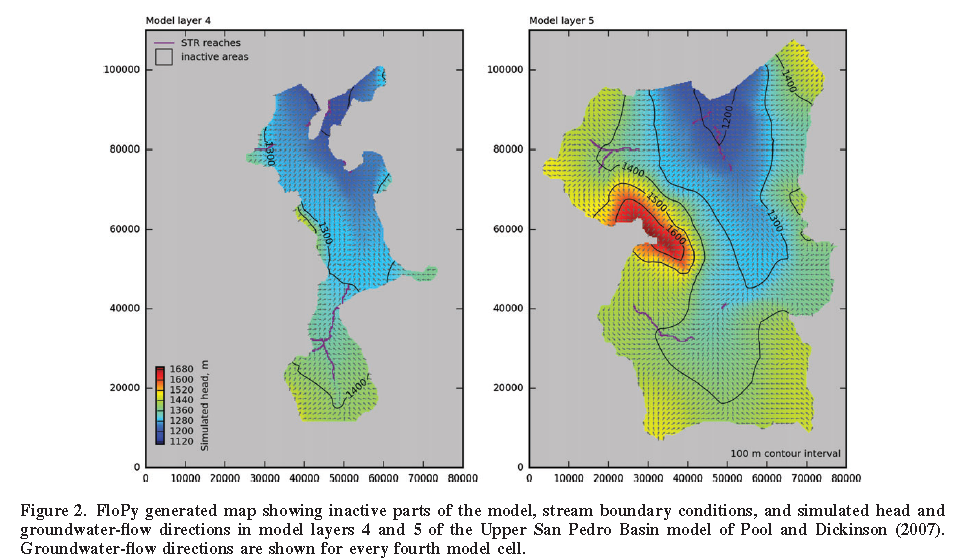 Model layer 4
Model layer 5
STR reaches
inactive areas
100000
80000
60000
40000
20000
0
1300
1300
1400
1680
1600
1520
1440
1360
1280
1200
1120
Simulated head, m
0 10000 20000 30000 40000 50000 60000 70000 80000
100000
80000
60000
40000
20000
0
1400
1200
1400
1500
1600
1300
100 m contour interval
0 10000 20000 30000 40000 50000 60000 70000 80000
Figure 2. FloPy generated map showing inactive parts of the model, stream boundary conditions, and simulated head and
groundwater-flow directions in model layers 4 and 5 of the Upper San Pedro Basin model of Pool and Dickinson (2007).
Groundwater-flow directions are shown for every fourth model cell.